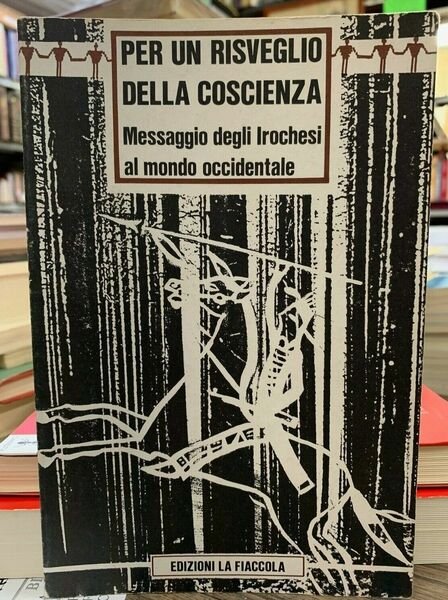 PER UN RISVEGLIO
DELLA COSCIENZA
Messaggio degli Irochesi
al mondo occidentale
EDIZIONI LA FIACCOLA